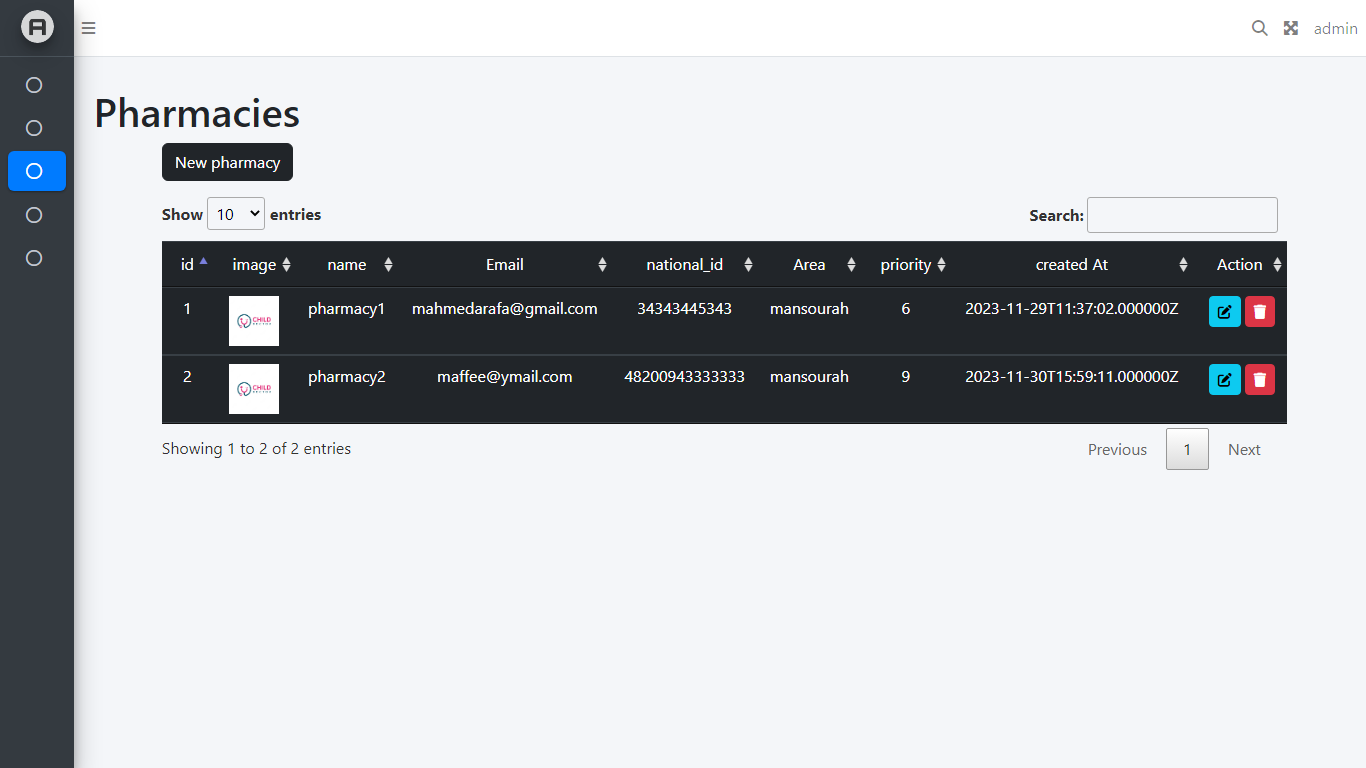 A
admin
Pharmacies
New pharmacy
Show 10 entries
Search:
id image name Email national_id Area priority created At Action
1 CHILD pharmacy1 mahmedarafa@gmail.com 34343445343 mansourah 6 2023-11-29T11:37:02.000000Z
2 CHILD pharmacy2 maffee@ymail.com 48200943333333 mansourah 9 2023-11-30T15:59:11.000000Z
Showing 1 to 2 of 2 entries
Previous 1 Next